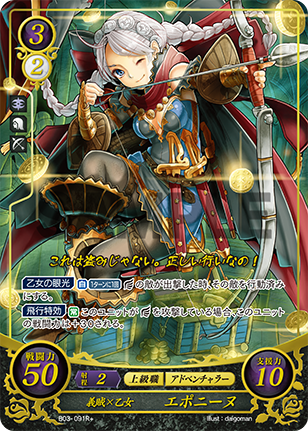 3
2
これは盗みじゃない。正しい行いなの!
乙女の眼光 自 1ターンに1回 の敵が出撃した時、その敵を行動済み
にする。
飛行特効 常 このユニットが を攻撃している場合、このユニット
の戦闘力は+30される。
戦闘力 50
射程 2 上級職 アドベンチャラー
支援力 10
義賊×乙女 エポニーヌ
B03-091R+ Illust:daigoman